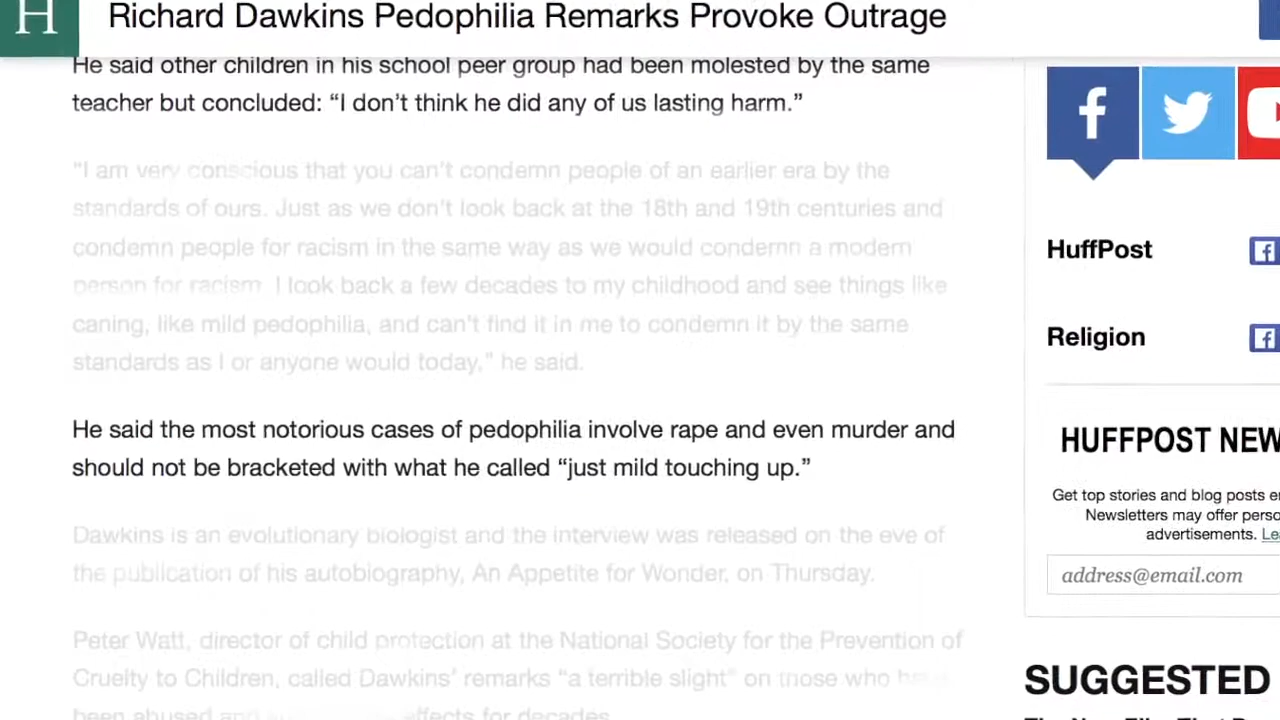 H
Richard Dawkins Pedophilia Remarks Provoke Outrage
He said other children in his school peer group had been molested by the same
teacher but concluded: “I don’t think he did any of us lasting harm.”
“I am very conscious that you can’t condemn people of an earlier era by the
standards of ours. Just as we don’t look back at the 18th and 19th centuries and
condemn people for racism in the same way as we would condemn a modern
person for racism, I look back a few decades to my childhood and see things like
caning, like mild pedophilia, and can’t find it in me to condemn it by the same
standards as I or anyone would today,” he said.
He said the most notorious cases of pedophilia involve rape and even murder and
should not be bracketed with what he called “just mild touching up.”
Dawkins is an evolutionary biologist and the interview was released on the eve of
the publication of his autobiography, An Appetite for Wonder, on Thursday.
Peter Watt, director of child protection at the National Society for the Prevention of
Cruelty to Children, called Dawkins’ remarks “a terrible slight” on those who
been abused and effects for decades.
HuffPost
Religion
HUFFPOST NEW
Get top stories and blog posts
Newsletters may offer
advertisements.
address@email.com
SUGGESTED